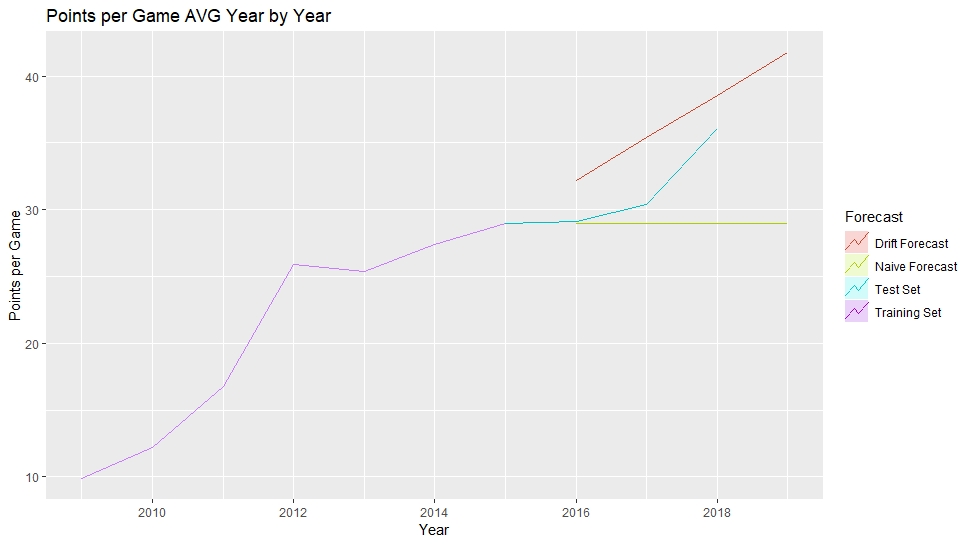 Points per Game AVG Year by Year
Points per Game
40
30
20
10
2010
2012
2014
2016
2018
Year
Forecast
Drift Forecast
Naive Forecast
Test Set
Training Set